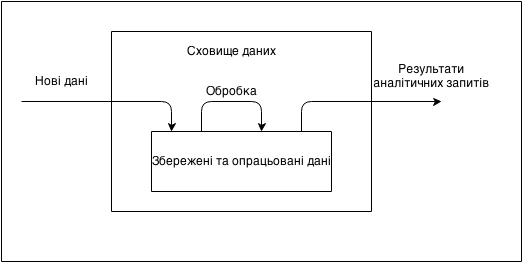 Сховище даних
Нові дані
Обробка
Результати
аналітичних запитів
Збережені та опрацьовані дані